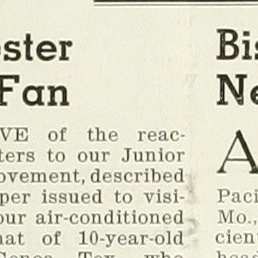 ester
Fan
VE of the reac-
ters to our Junior
ovement, described
per issued to visi-
our air-conditioned
hat of 10-year-old
Bis
Ne
A
Paci
Mo.,
cien